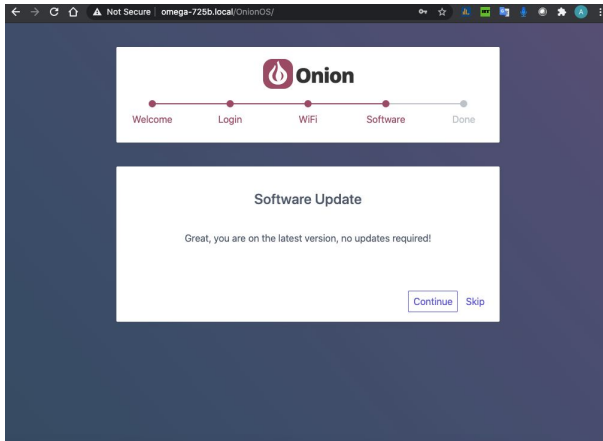 Not Secure | omega-725b.local/OnionOS/
Onion
Welcome Login WiFi Software Done
Software Update
Great, you are on the latest version, no updates required!
Continue Skip